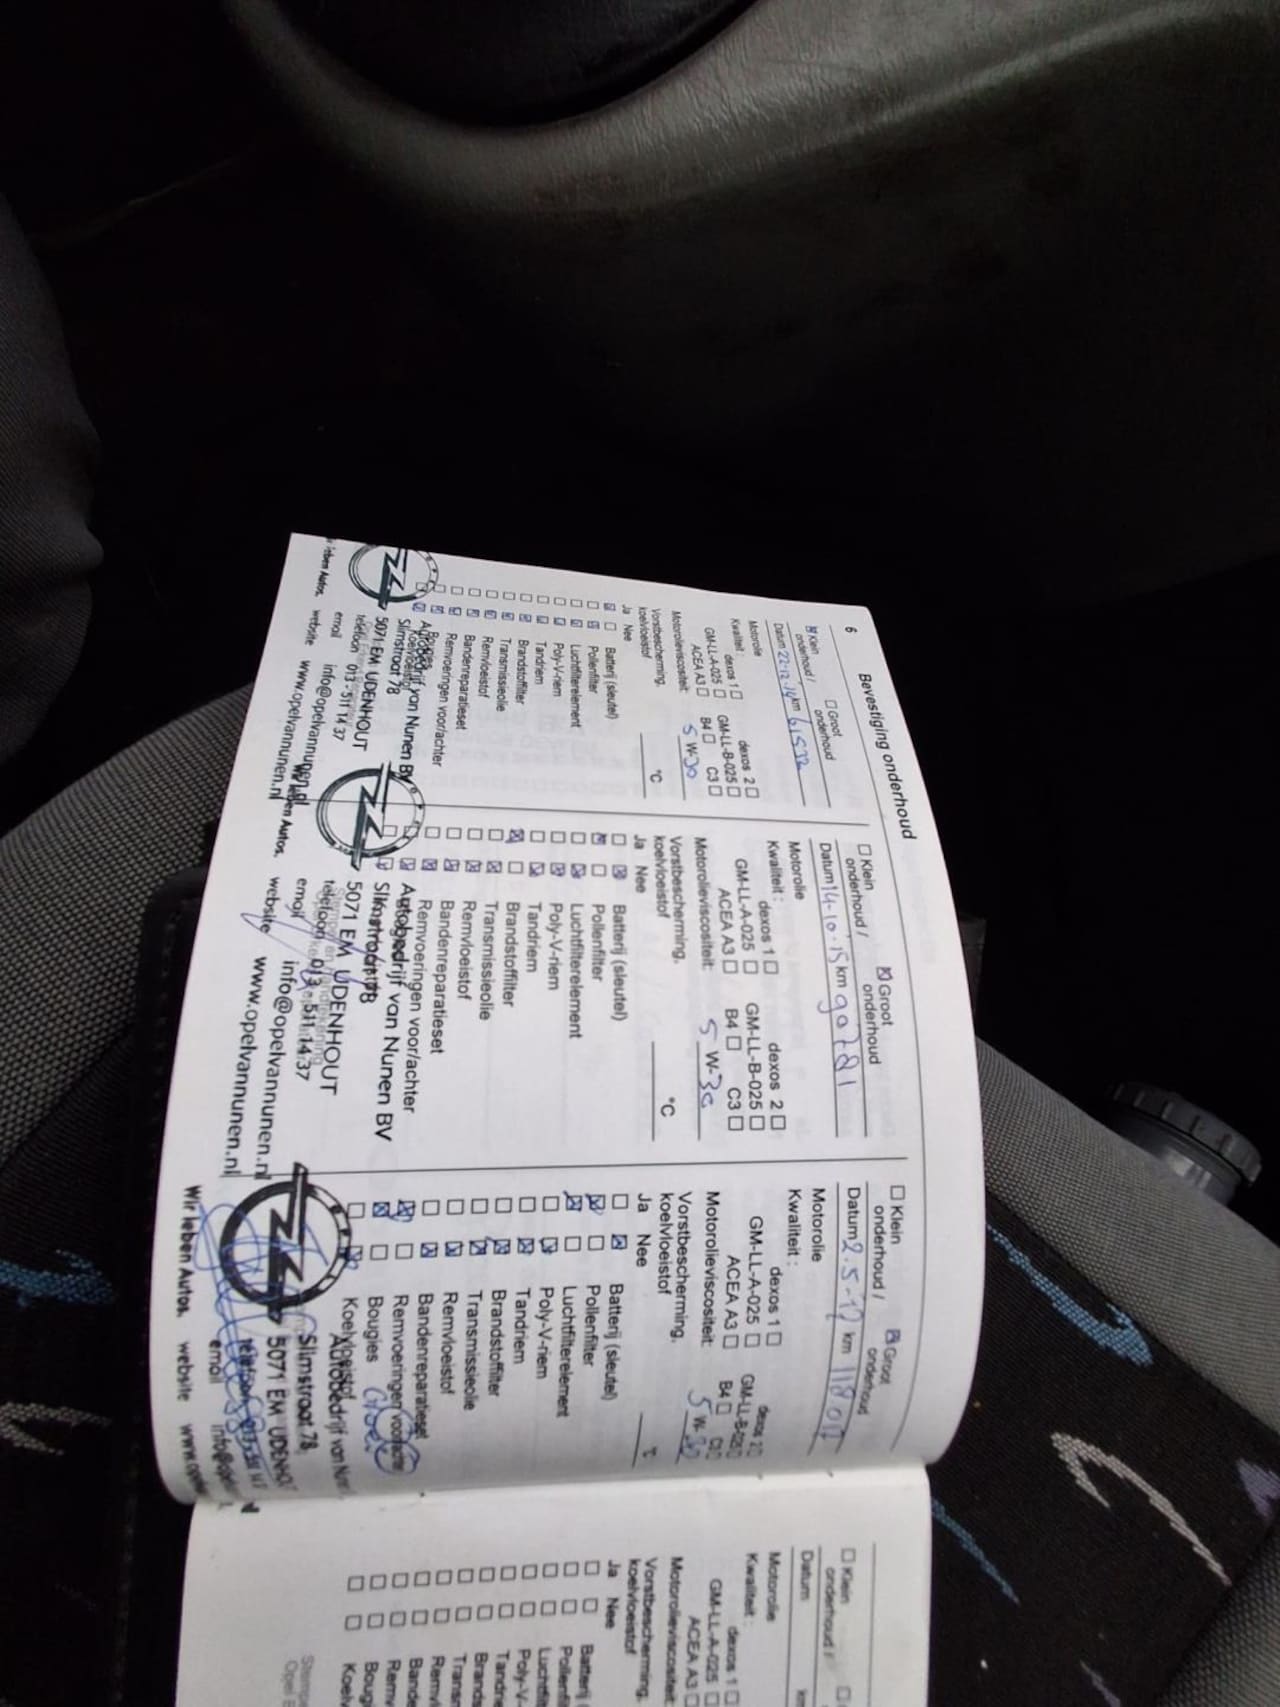 6
Bevestiging onderhoud
Klein onderhoud /
Groot onderhoud
Datum 22-12-14 km 61532
Motorolie
Kwaliteit :
dexos 1
dexos 2
GM-LL-A-025
GM-LL-B-025
ACEA A3
B4
C3
Motorolieviscositeit: 5 W-30
Vorstbescherming,
koelvloeistof
°C
Ja Nee
Batterij (sleutel)
Pollenfilter
Luchtfilterelement
Poly-V-riem
Tandriem
Brandstoffilter
Transmissieolie
Remvloeistof
Bandenreparatieset
Remvoeringen voor/achter
Bougies
Koelvloeistof
Autobedrijf van Nunen BV
Slimstraat 78
5071 EM UDENHOUT
telefoon 013 - 511 14 37
email info@opelvannunen.nl
website www.opelvannunen.nl
Klein onderhoud /
Groot onderhoud
Datum 14-10-15 km
Motorolie
Kwaliteit :
dexos 1
dexos 2
GM-LL-A-025
GM-LL-B-025
ACEA A3
B4
C3
Motorolieviscositeit: 5 W-30
Vorstbescherming,
koelvloeistof
°C
Ja Nee
Batterij (sleutel)
Pollenfilter
Luchtfilterelement
Poly-V-riem
Tandriem
Brandstoffilter
Transmissieolie
Remvloeistof
Bandenreparatieset
Remvoeringen voor/achter
Autobedrijf van Nunen BV
Slimstraat 78
5071 EM UDENHOUT
telefoon 013 - 511 14 37
email info@opelvannunen.nl
website www.opelvannunen.nl
Klein onderhoud /
Groot onderhoud
Datum 2-5-17 km 118017
Motorolie
Kwaliteit :
dexos 1
dexos 2
GM-LL-A-025
GM-LL-B-025
ACEA A3
B4
Motorolieviscositeit: 5 W-30
Vorstbescherming,
koelvloeistof
°C
Ja Nee
Batterij (sleutel)
Pollenfilter
Luchtfilterelement
Poly-V-riem
Tandriem
Brandstoffilter
Transmissieolie
Remvloeistof
Bandenreparatieset
Remvoeringen voor/achter
Bougies
Koelvloeistof
Autobedrijf van
Slimstraat 78
5071 EM UDENHOUT
email
Wir leben Autos. website
Klein
onderhoud /
Datum
Motorolie
Kwaliteit :
dexos 1
GM-LL-A-025
ACEA A3
Motorolieviscositeit:
Vorstbescherming,
koelvloeistof
Ja Nee